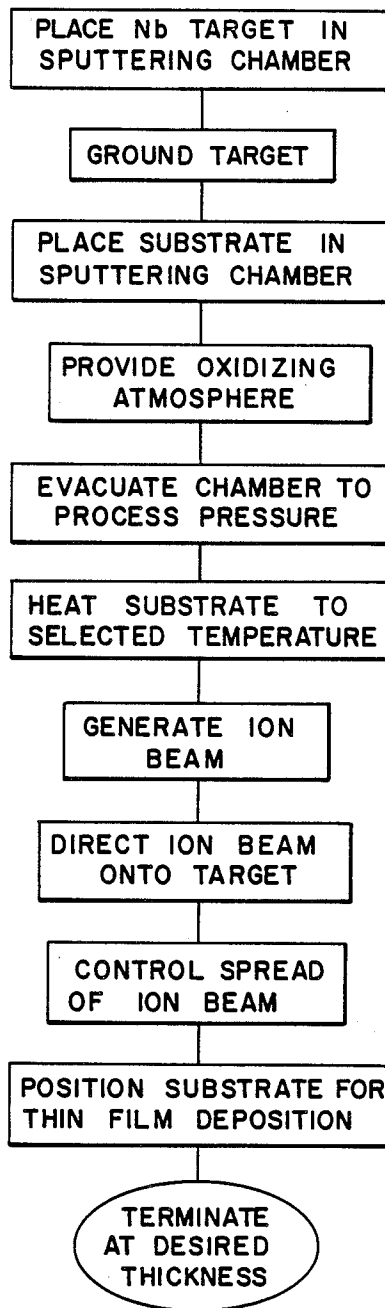 PLACE Nb TARGET IN
SPUTTERING CHAMBER
GROUND TARGET
PLACE SUBSTRATE IN
SPUTTERING CHAMBER
PROVIDE OXIDIZING
ATMOSPHERE
EVACUATE CHAMBER TO
PROCESS PRESSURE
HEAT SUBSTRATE TO
SELECTED TEMPERATURE
GENERATE ION
BEAM
DIRECT ION BEAM
ONTO TARGET
CONTROL SPREAD
OF ION BEAM
POSITION SUBSTRATE FOR
THIN FILM DEPOSITION
TERMINATE
AT DESIRED
THICKNESS